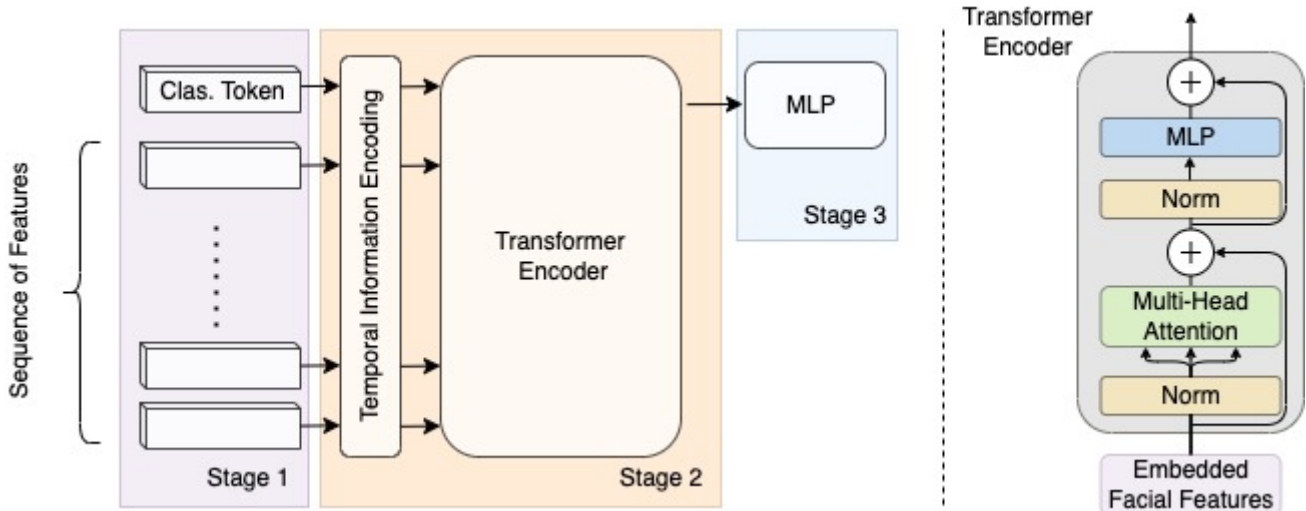 Clas. Token
Sequence of Features
Stage 1
Temporal Information Encoding
Transformer
Encoder
Stage 2
MLP
Stage 3
Transformer
Encoder
MLP
Norm
Multi-Head
Attention
Norm
Embedded
Facial Features